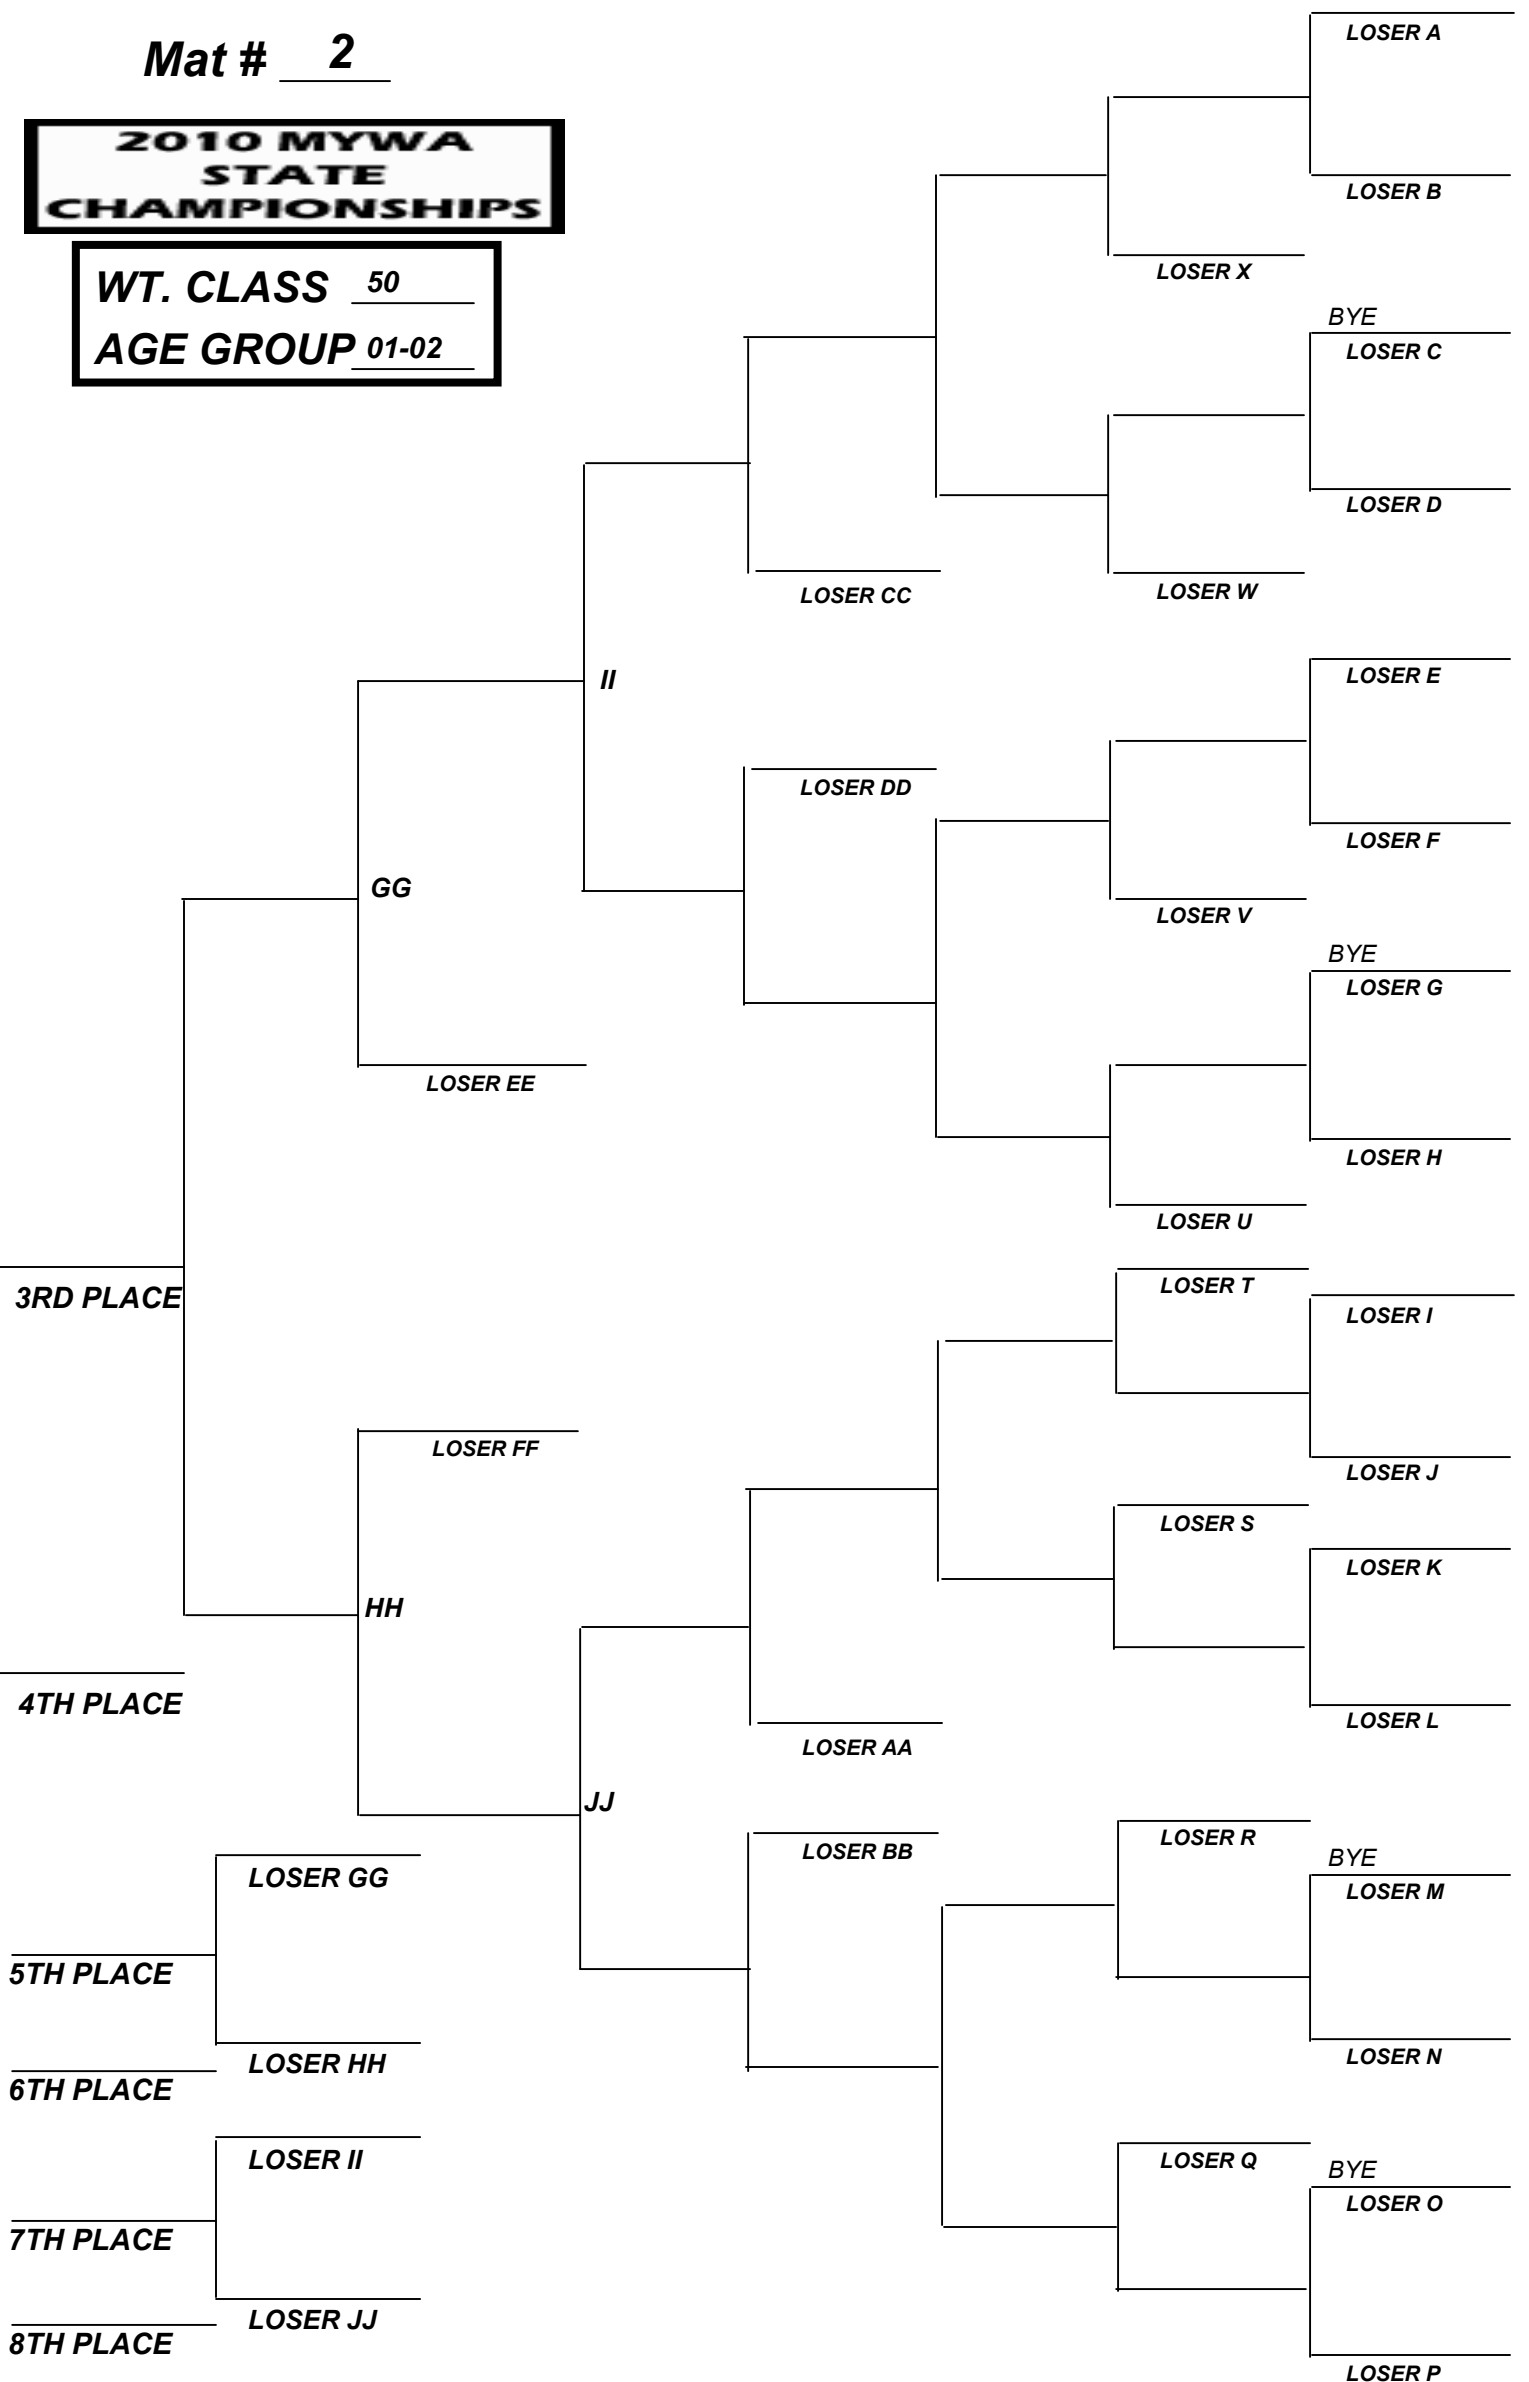 Mat # 2
2010 MYWA
STATE
CHAMPIONSHIPS
WT. CLASS 50
AGE GROUP 01-02
LOSER A
LOSER B
LOSER X
BYE
LOSER C
LOSER D
LOSER W
LOSER CC
II
LOSER E
LOSER DD
LOSER F
GG
LOSER V
BYE
LOSER G
LOSER EE
LOSER H
LOSER U
LOSER T
3RD PLACE
LOSER I
LOSER FF
LOSER J
LOSER S
LOSER K
HH
4TH PLACE
LOSER L
LOSER AA
JJ
LOSER R
LOSER BB
BYE
LOSER GG
LOSER M
5TH PLACE
LOSER N
LOSER HH
6TH PLACE
LOSER II
LOSER Q
BYE
LOSER O
7TH PLACE
LOSER JJ
8TH PLACE
LOSER P